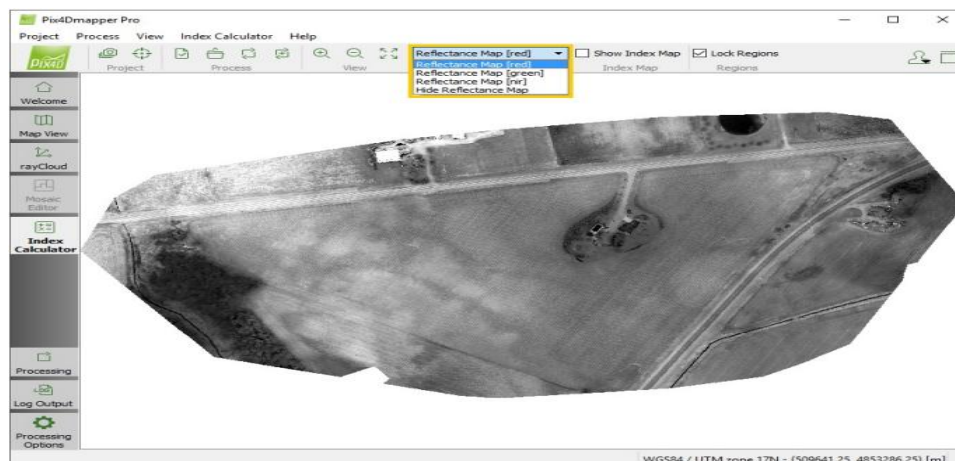 Pix4Dmapper Pro
Project Process View Index Calculator Help
PIX4D
Project
Process
View
Reflectance Map [red]
Show Index Map
Lock Regions
Index Map
Regions
Reflectance Map [red]
Reflectance Map [green]
Reflectance Map [nir]
Hide Reflectance Map
Welcome
Map View
rayCloud
Mosaic
Editor
Index
Calculator
Processing
Log Output
Processing
Options
WGS84 / UTM zone 17N - (509641.25, 4853286.25) [m]